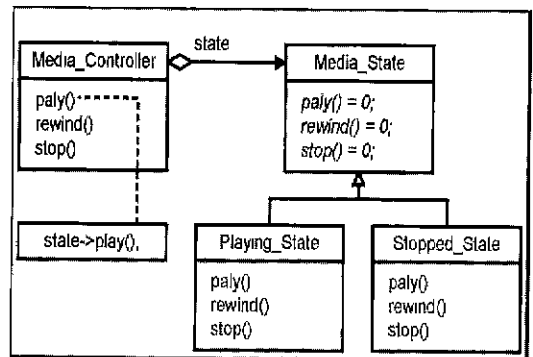 state
Media_Controller
paly()
rewind()
stop()
Media_State
paly() = 0;
rewind() = 0;
stop() = 0;
state->play(),
Playing_State
paly()
rewind()
stop()
Stopped_State
paly()
rewind()
stop()